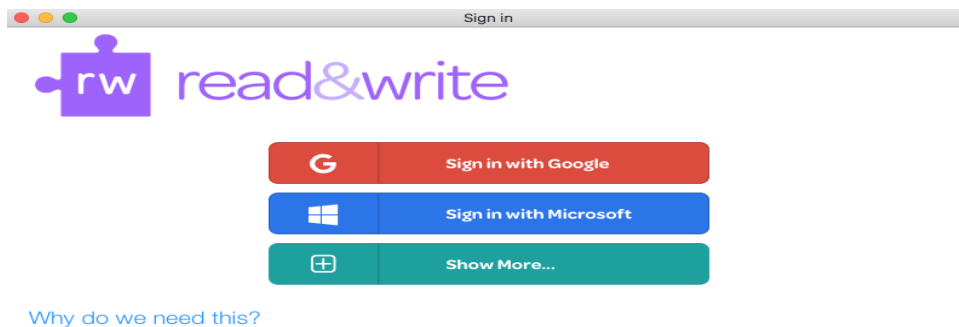 Sign in
rw read&write
G Sign in with Google
Sign in with Microsoft
Show More...
Why do we need this?